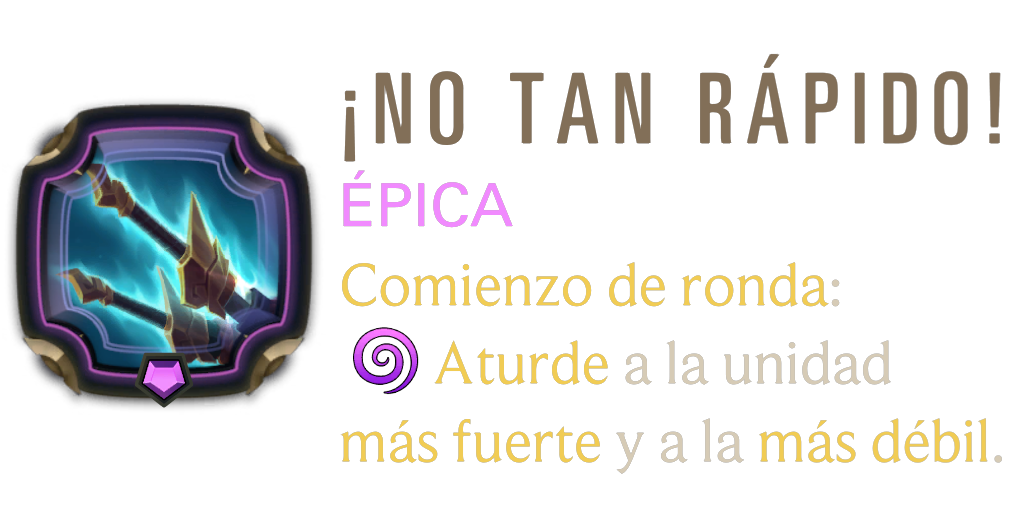 ¡NO TAN RÁPIDO!
ÉPICA
Comienzo de ronda:
Aturde a la unidad
más fuerte y a la más débil.